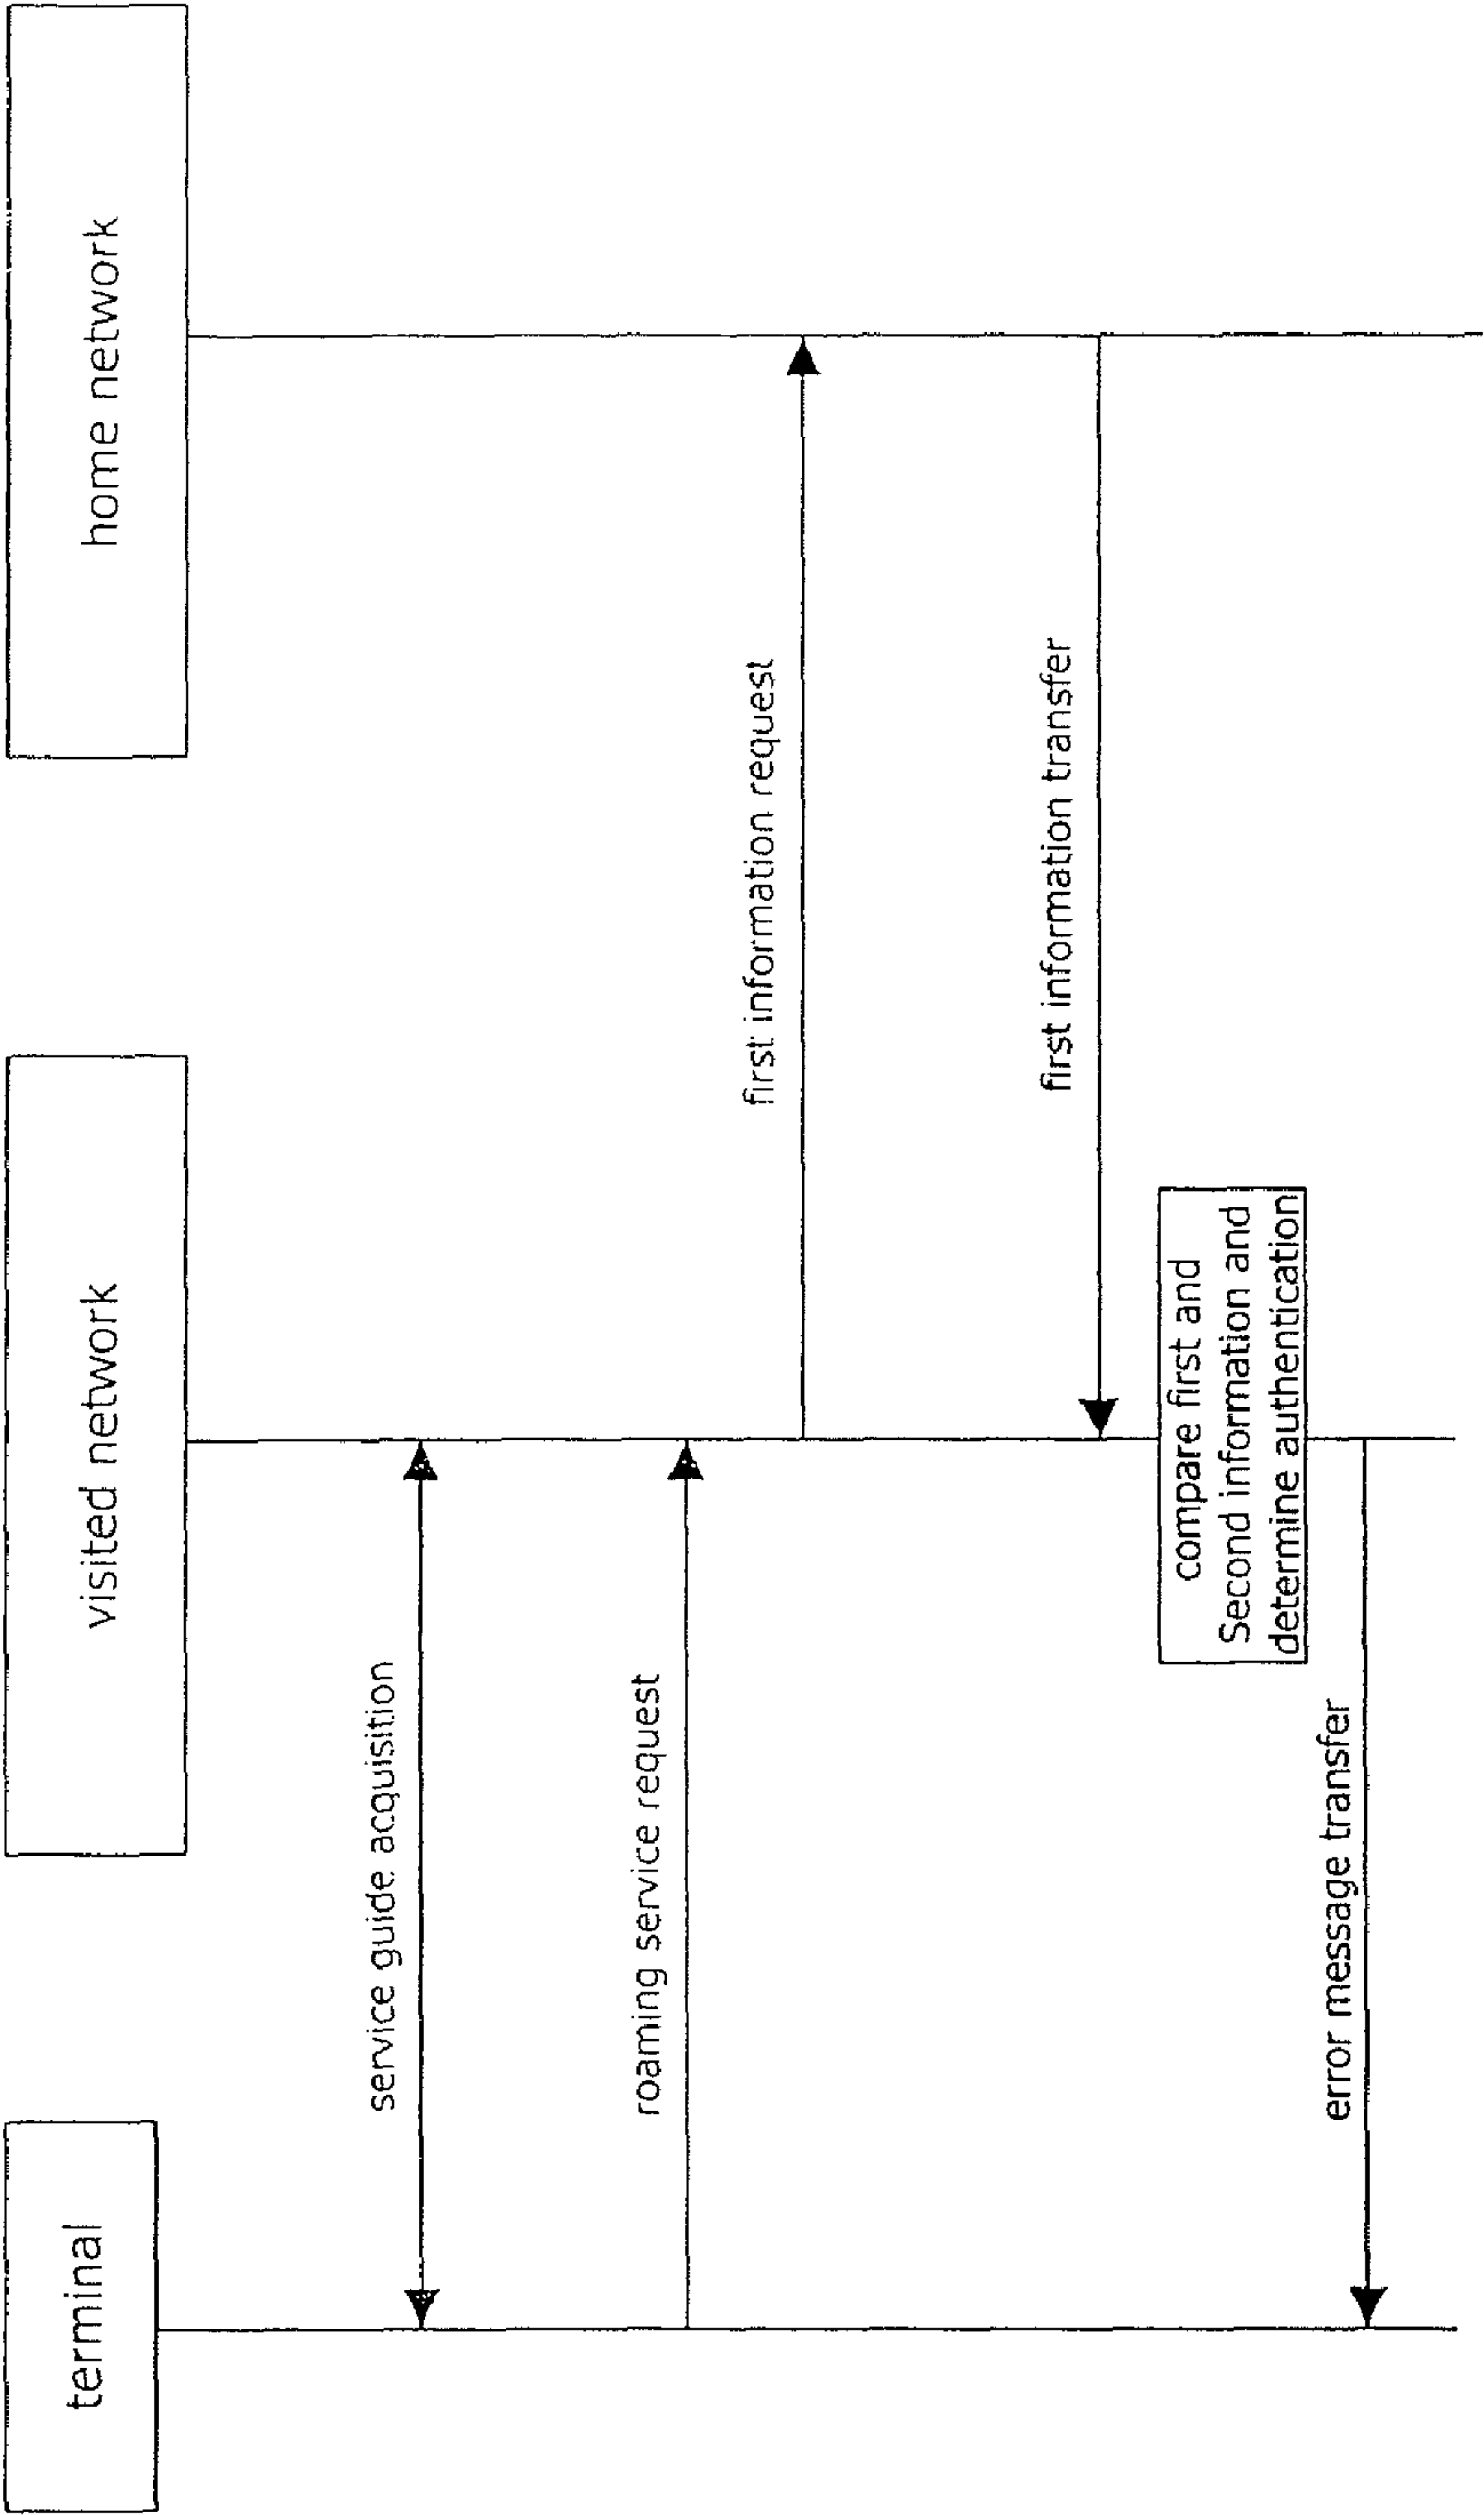 terminal
visited network
home network
service guide acquisition
roaming service request
first information request
first information transfer
compare first and
Second information and
determine authentication
error message transfer